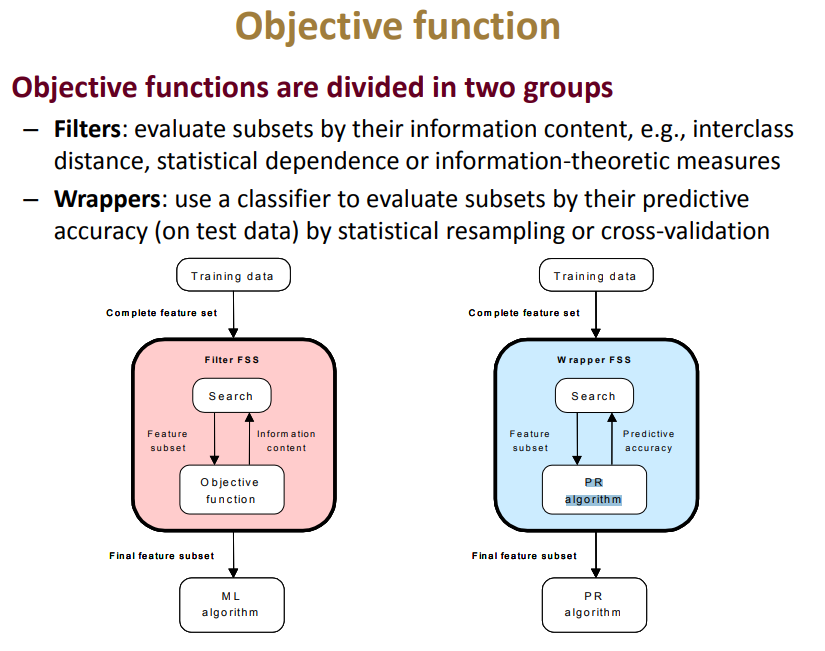 Objective function
Objective functions are divided in two groups
– Filters: evaluate subsets by their information content, e.g., interclass
distance, statistical dependence or information-theoretic measures
– Wrappers: use a classifier to evaluate subsets by their predictive
accuracy (on test data) by statistical resampling or cross-validation
Training data
Complete feature set
Filter FSS
Search
Feature
subset
Information
content
Objective
function
Final feature subset
ML
algorithm
Training data
Complete feature set
Wrapper FSS
Search
Feature
subset
Predictive
accuracy
PR
algorithm
Final feature subset
PR
algorithm